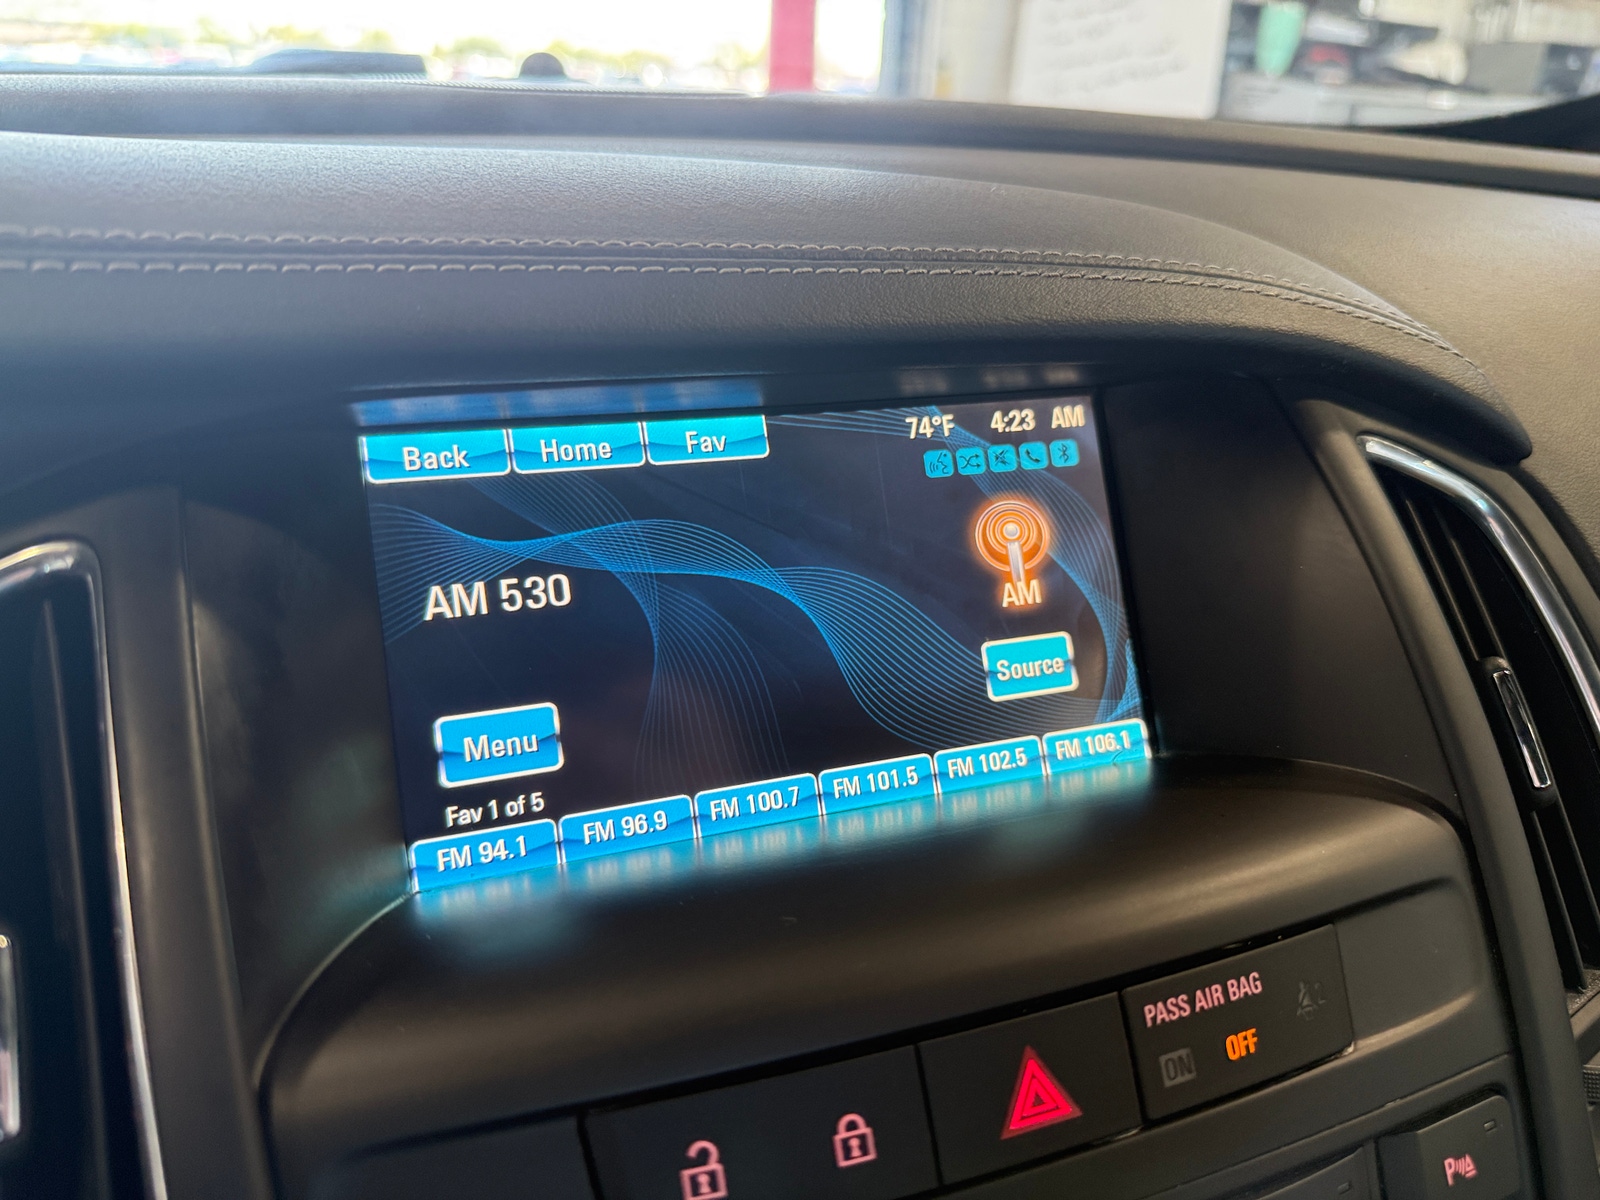 Back Home Fav 74°F 4:23 AM
AM 530
AM
Source
Menu
Fav 1 of 5
FM 94.1 FM 96.9 FM 100.7 FM 101.5 FM 102.5 FM 106.1
PASS AIR BAG
ON OFF
P